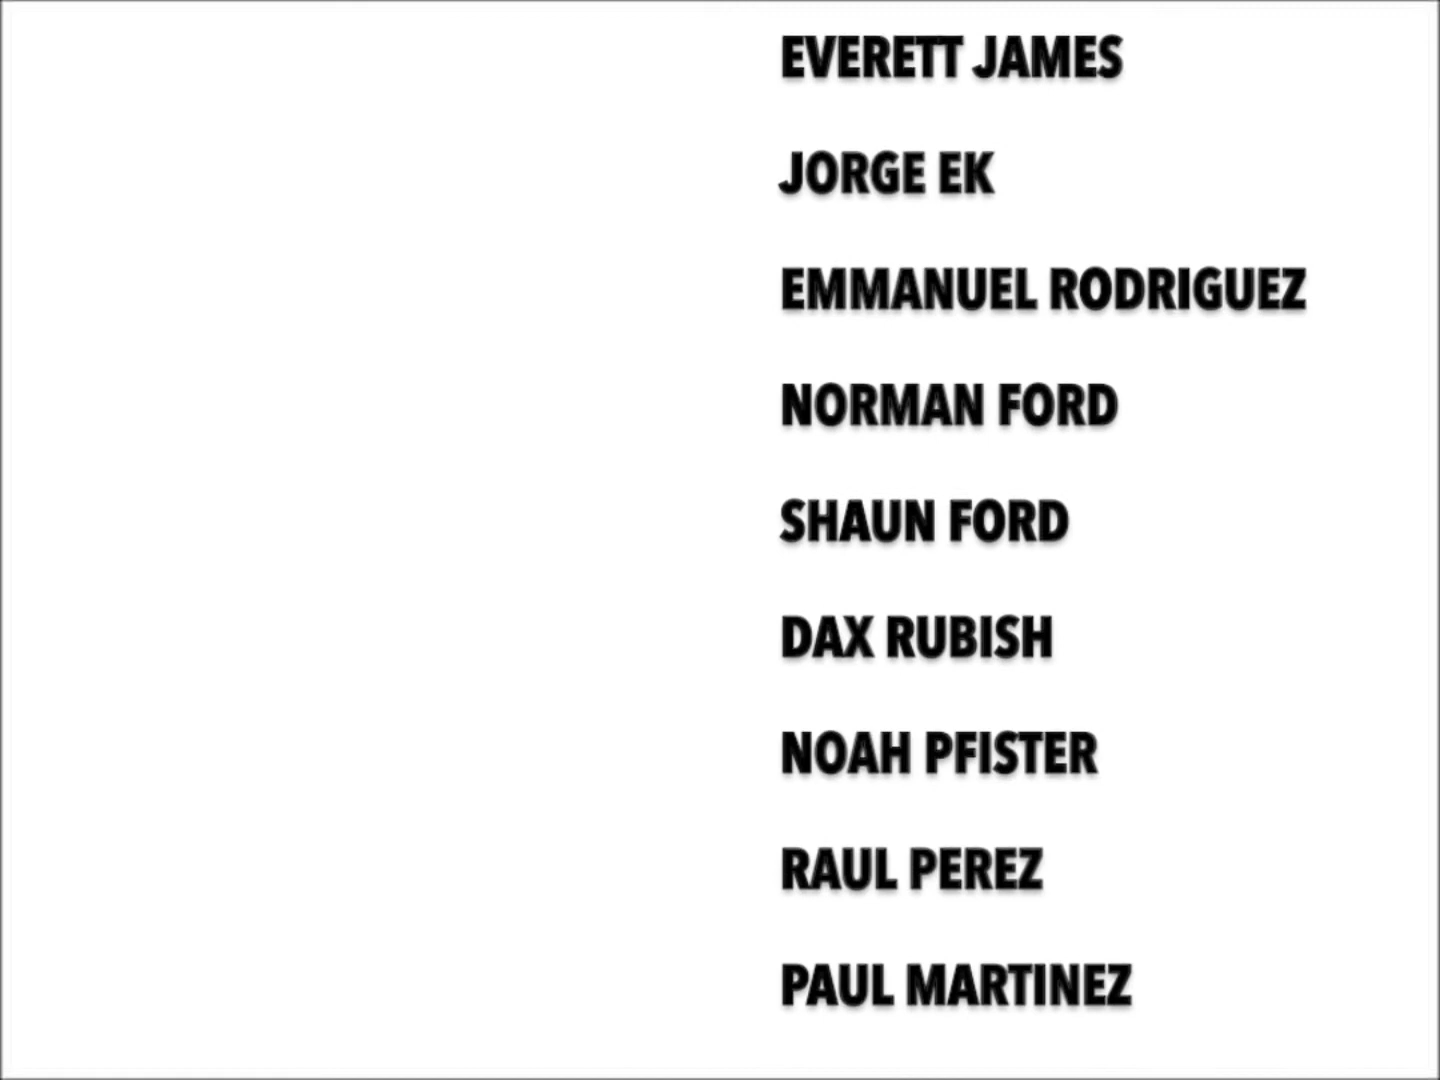 EVERETT JAMES
JORGE EK
EMMANUEL RODRIGUEZ
NORMAN FORD
SHAUN FORD
DAX RUBISH
NOAH PFISTER
RAUL PEREZ
PAUL MARTINEZ